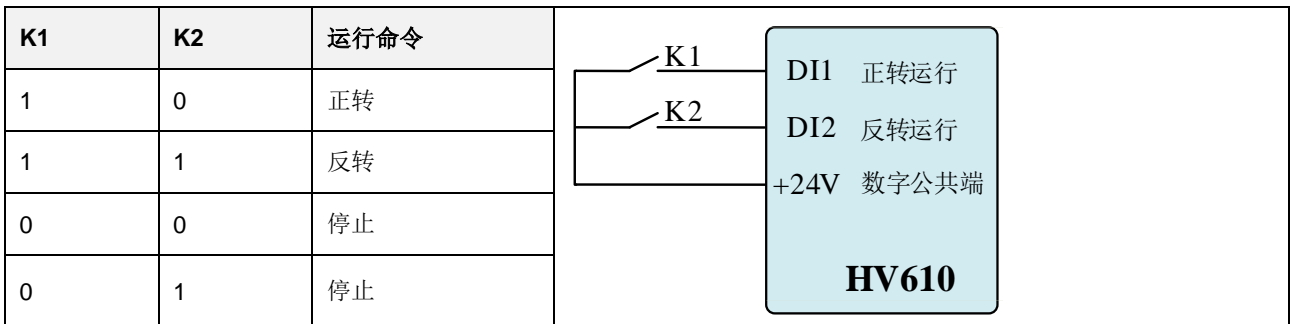 K1 K2 运行命令
1 0 正转
1 1 反转
0 0 停止
0 1 停止
K1
K2
DI1 正转运行
DI2 反转运行
+24V 数字公共端
HV610